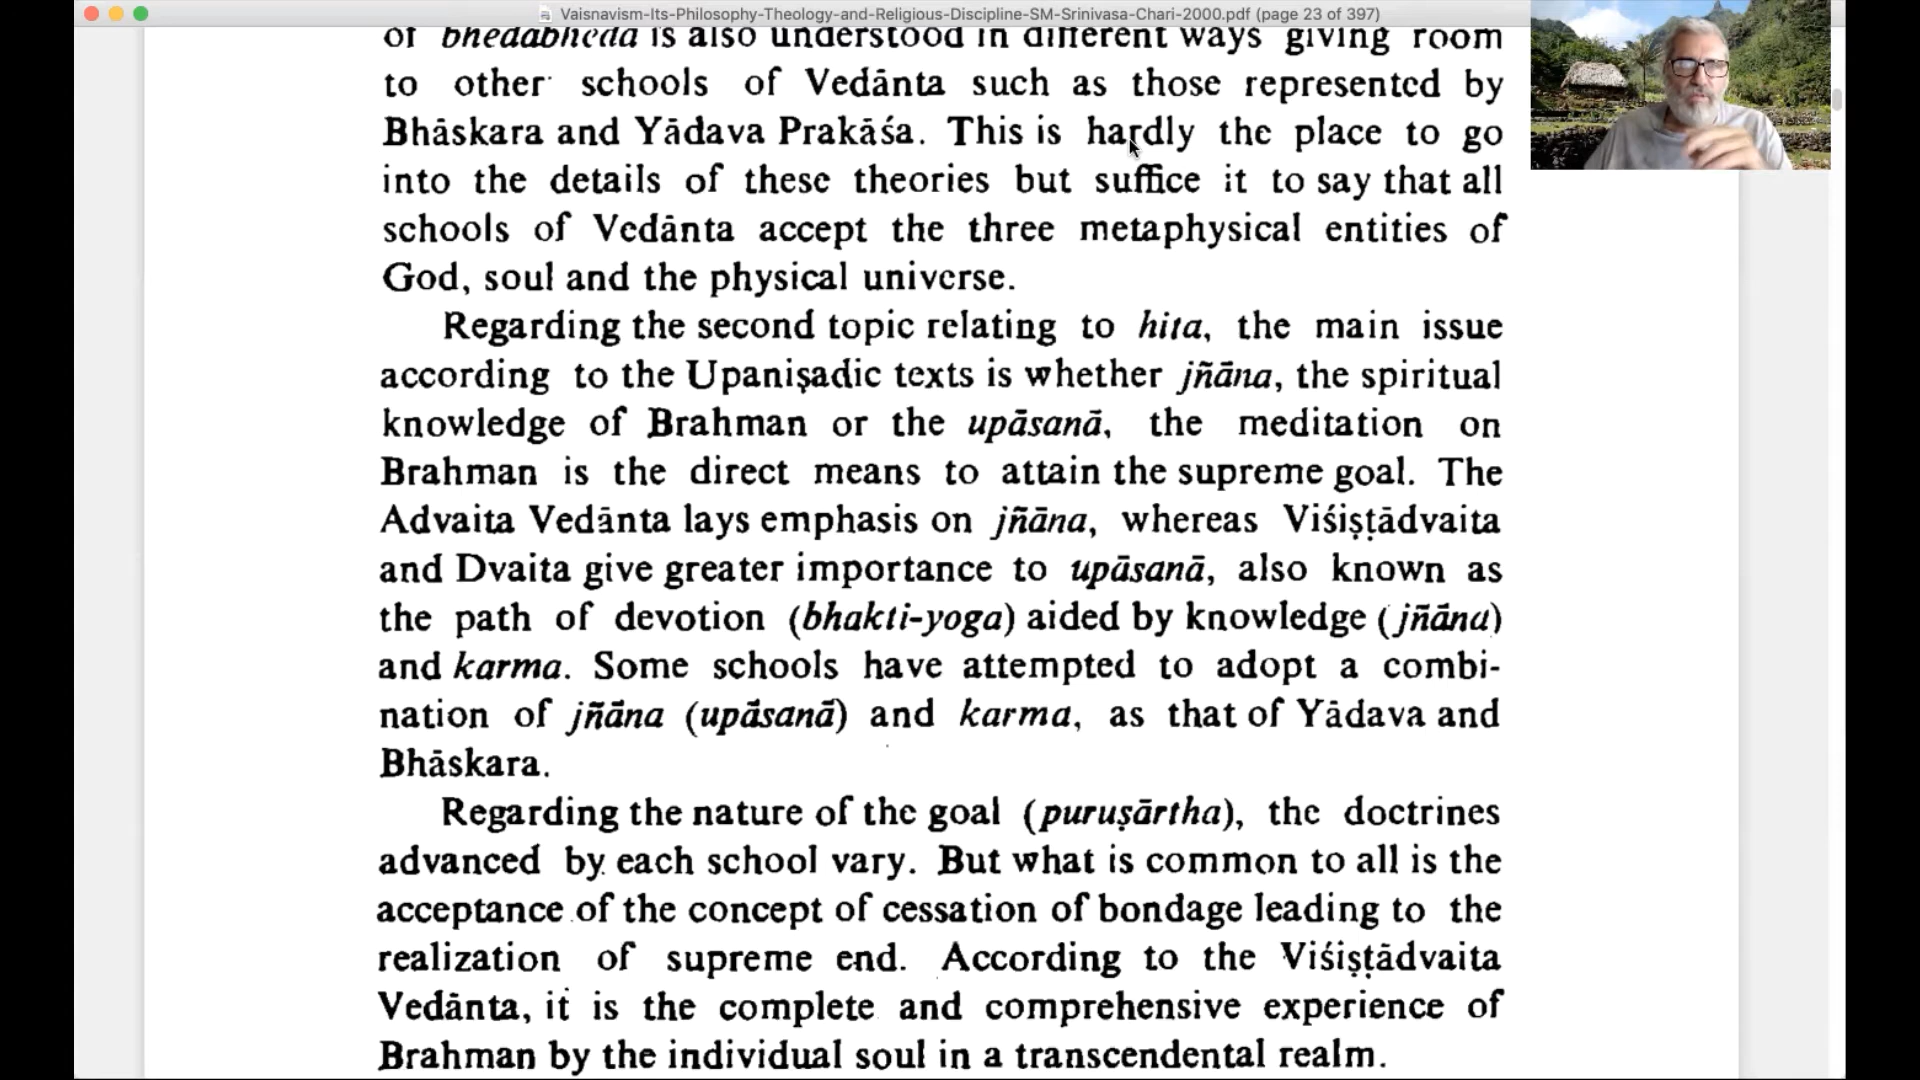 Vaisnavism-Its-Philosophy-Theology-and-Religious-Discipline-SM-Srinivasa-Chari-2000.pdf (page 23 of 397)
of bhedābheda is also understood in different ways giving room
to other schools of Vedānta such as those represented by
Bhāskara and Yādava Prakāśa. This is hardly the place to go
into the details of these theories but suffice it to say that all
schools of Vedānta accept the three metaphysical entities of
God, soul and the physical universe.
Regarding the second topic relating to hita, the main issue
according to the Upaniṣadic texts is whether jñāna, the spiritual
knowledge of Brahman or the upāsanā, the meditation on
Brahman is the direct means to attain the supreme goal. The
Advaita Vedānta lays emphasis on jñāna, whereas Viśiṣṭādvaita
and Dvaita give greater importance to upāsanā, also known as
the path of devotion (bhakti-yoga) aided by knowledge (jñāna)
and karma. Some schools have attempted to adopt a combi-
nation of jñāna (upāsanā) and karma, as that of Yādava and
Bhāskara.
Regarding the nature of the goal (puruṣārtha), the doctrines
advanced by each school vary. But what is common to all is the
acceptance of the concept of cessation of bondage leading to the
realization of supreme end. According to the Viśiṣṭādvaita
Vedānta, it is the complete and comprehensive experience of
Brahman by the individual soul in a transcendental realm.